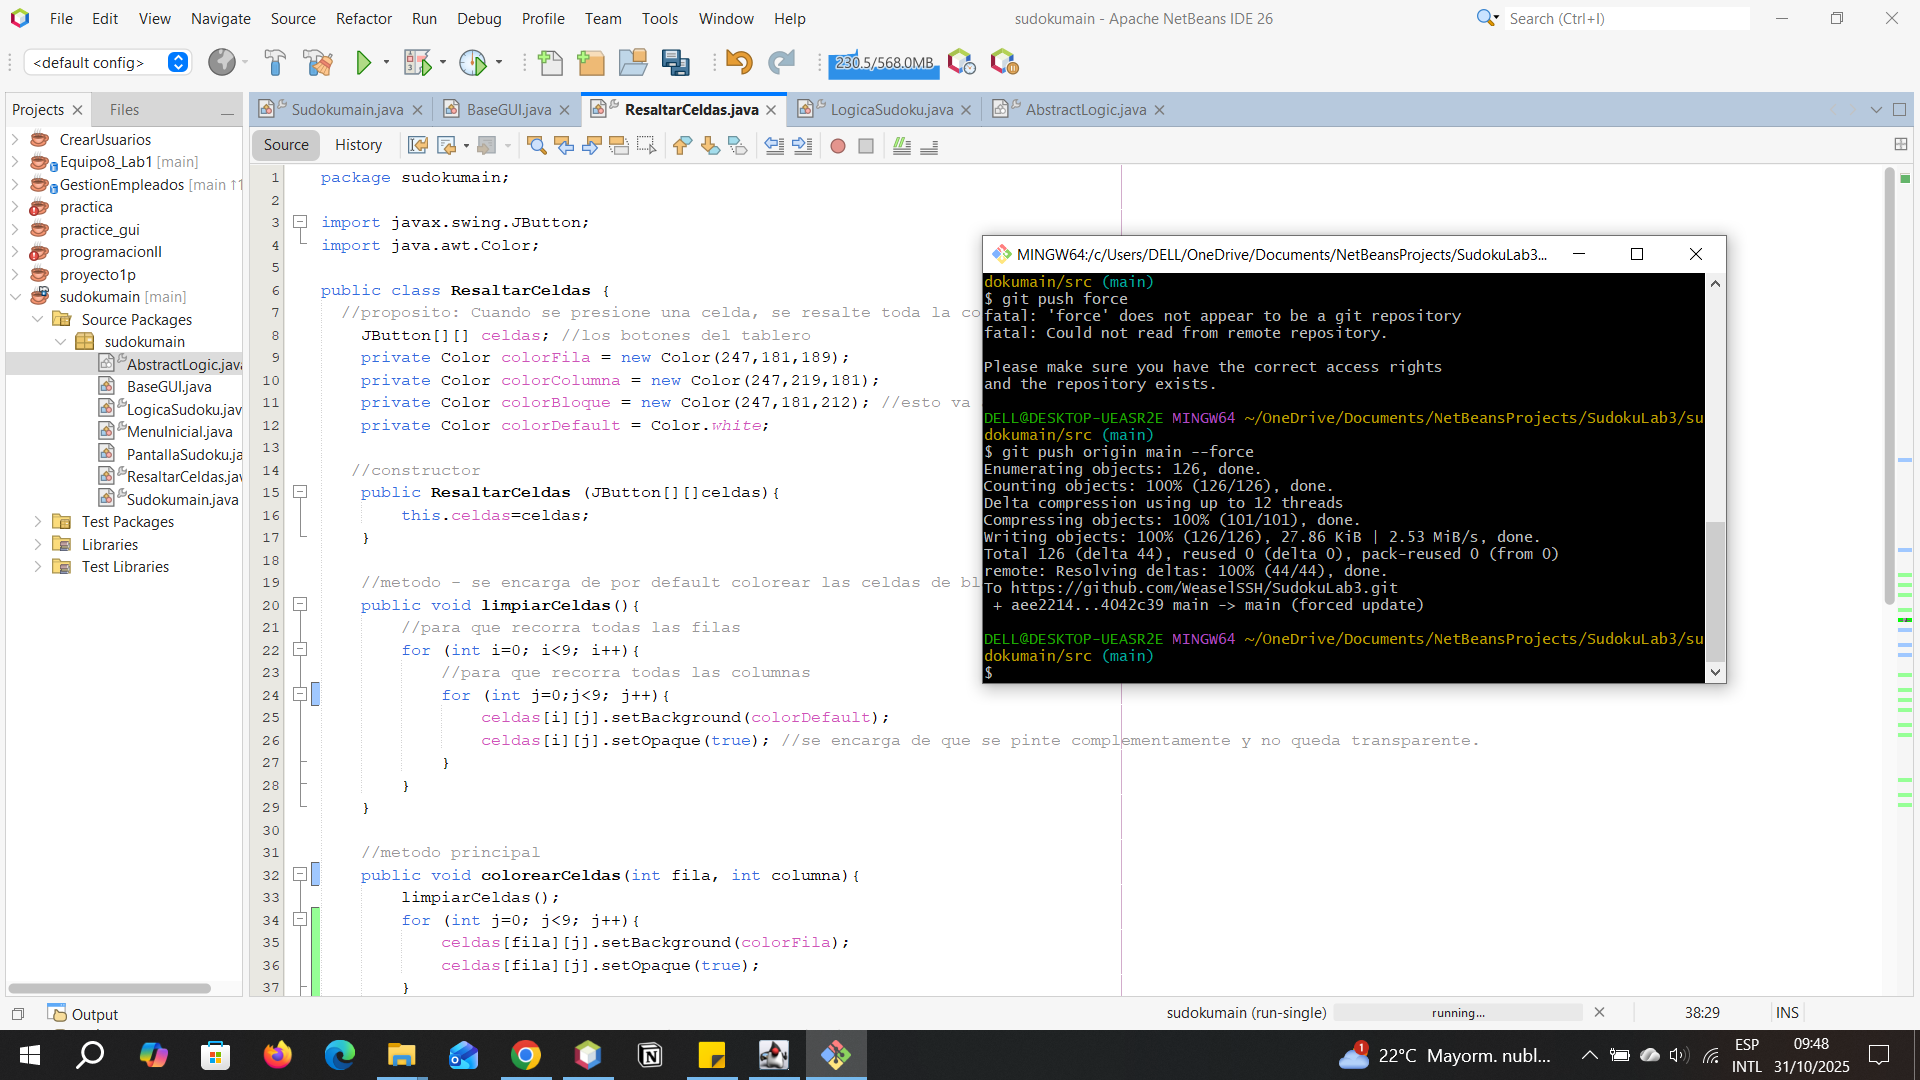 File Edit View Navigate Source Refactor Run Debug Profile Team Tools Window Help
sudokumain - Apache NetBeans IDE 26
Search (Ctrl+I)
<default config>
230.5/568.0MB
Projects
Files
CrearUsuarios
Equipo8_Lab1 [main]
GestionEmpleados [main ↑1
practica
practice_gui
programacionII
proyecto1p
sudokumain [main]
Source Packages
sudokumain
AbstractLogic.java
BaseGUI.java
LogicaSudoku.jav
MenuInicial.java
PantallaSudoku.ja
ResaltarCeldas.jav
Sudokumain.java
Test Packages
Libraries
Test Libraries
Sudokumain.java
BaseGUI.java
ResaltarCeldas.java
LogicaSudoku.java
AbstractLogic.java
Source History
1 package sudokumain;
2
3 import javax.swing.JButton;
4 import java.awt.Color;
5
6 public class ResaltarCeldas {
7 //proposito: Cuando se presione una celda, se resalte toda la co
8 JButton[][] celdas; //los botones del tablero
9 private Color colorFila = new Color(247,181,189);
10 private Color colorColumna = new Color(247,219,181);
11 private Color colorBloque = new Color(247,181,212); //esto va
12 private Color colorDefault = Color.white;
13
14 //constructor
15 public ResaltarCeldas (JButton[][]celdas){
16 this.celdas=celdas;
17 }
18
19 //metodo - se encarga de por default colorear las celdas de bl
20 public void limpiarCeldas(){
21 //para que recorra todas las filas
22 for (int i=0; i<9; i++){
23 //para que recorra todas las columnas
24 for (int j=0;j<9; j++){
25 celdas[i][j].setBackground(colorDefault);
26 celdas[i][j].setOpaque(true); //se encarga de que se pinte complementamente y no queda transparente.
27 }
28 }
29 }
30
31 //metodo principal
32 public void colorearCeldas(int fila, int columna){
33 limpiarCeldas();
34 for (int j=0; j<9; j++){
35 celdas[fila][j].setBackground(colorFila);
36 celdas[fila][j].setOpaque(true);
37 }
MINGW64:/c/Users/DELL/OneDrive/Documents/NetBeansProjects/SudokuLab3...
dokumain/src (main)
$ git push force
fatal: 'force' does not appear to be a git repository
fatal: Could not read from remote repository.
Please make sure you have the correct access rights
and the repository exists.
DELL@DESKTOP-UEASR2E MINGW64 ~/OneDrive/Documents/NetBeansProjects/SudokuLab3/su
dokumain/src (main)
$ git push origin main --force
Enumerating objects: 126, done.
Counting objects: 100% (126/126), done.
Delta compression using up to 12 threads
Compressing objects: 100% (101/101), done.
Writing objects: 100% (126/126), 27.86 KiB | 2.53 MiB/s, done.
Total 126 (delta 44), reused 0 (delta 0), pack-reused 0 (from 0)
remote: Resolving deltas: 100% (44/44), done.
To https://github.com/WeaselSSH/SudokuLab3.git
+ aee2214...4042c39 main -> main (forced update)
DELL@DESKTOP-UEASR2E MINGW64 ~/OneDrive/Documents/NetBeansProjects/SudokuLab3/su
dokumain/src (main)
$
Output
sudokumain (run-single)
running...
38:29
INS
1
22°C Mayorm. nubl...
ESP
INTL
09:48
31/10/2025